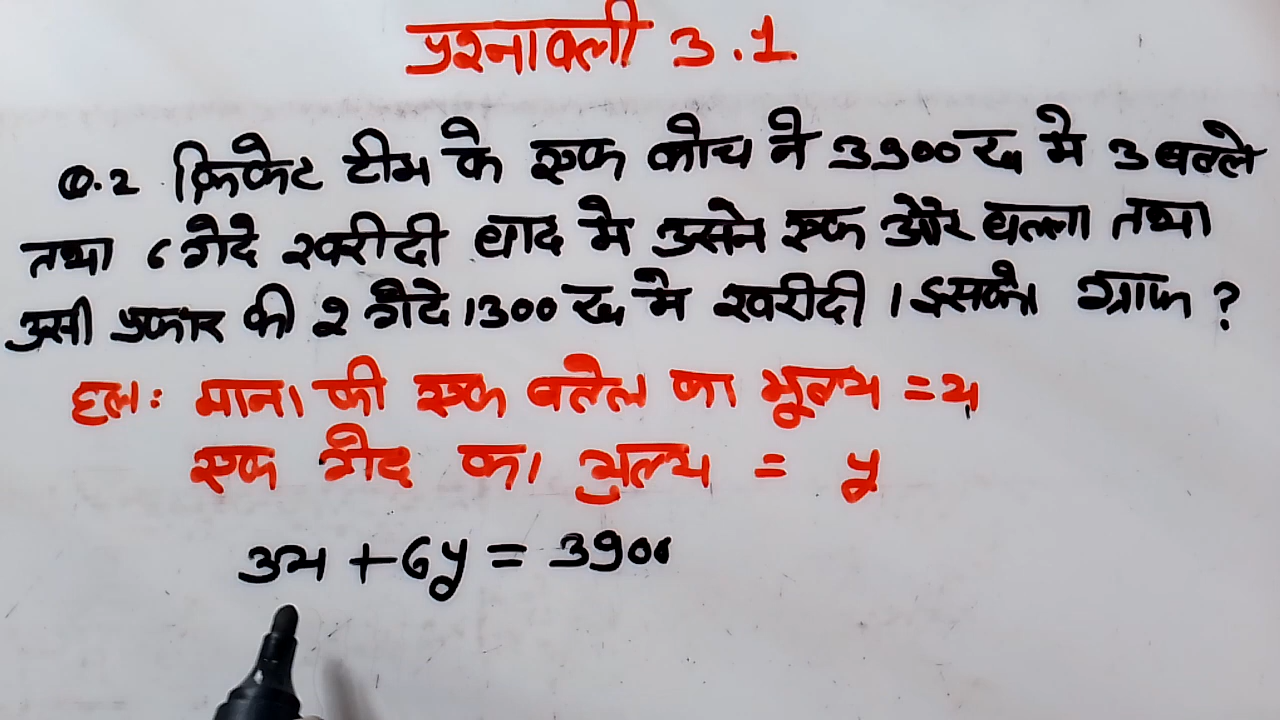 प्रश्नावली 3.1
Q.2 क्रिकेट टीम के एक कोच ने 3900 रू में 3 बल्ले
तथा 6 गेंदे खरीदी बाद में उसने एक और बल्ला तथा
उसी प्रकार की 2 गेंदे 1300 रू में खरीदी । इसको ग्राफ ?
हल: माना की एक बल्ले का मूल्य = x
एक गेंद का मुल्य = y
3x + 6y = 3900